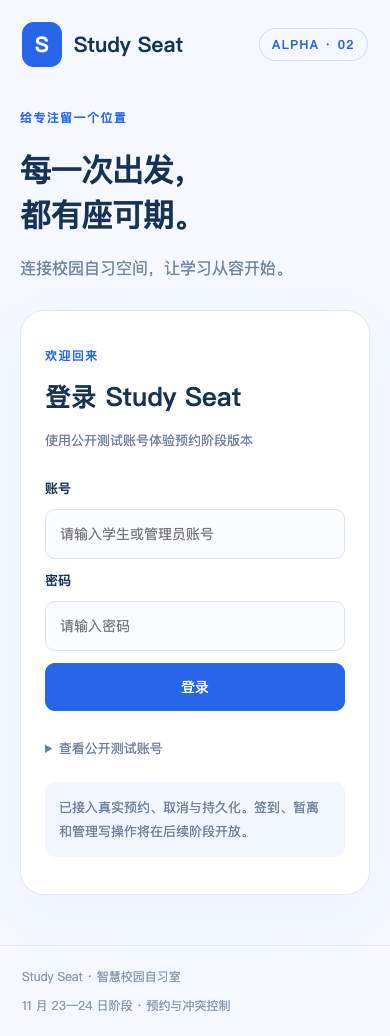 S Study Seat ALPHA · 02
给专注留一个位置
每一次出发，
都有座可期。
连接校园自习空间，让学习从容开始。
欢迎回来
登录 Study Seat
使用公开测试账号体验预约阶段版本
账号
请输入学生或管理员账号
密码
请输入密码
登录
查看公开测试账号
已接入真实预约、取消与持久化。签到、暂离
和管理写操作将在后续阶段开放。
Study Seat · 智慧校园自习室
11 月 23—24 日阶段 · 预约与冲突控制